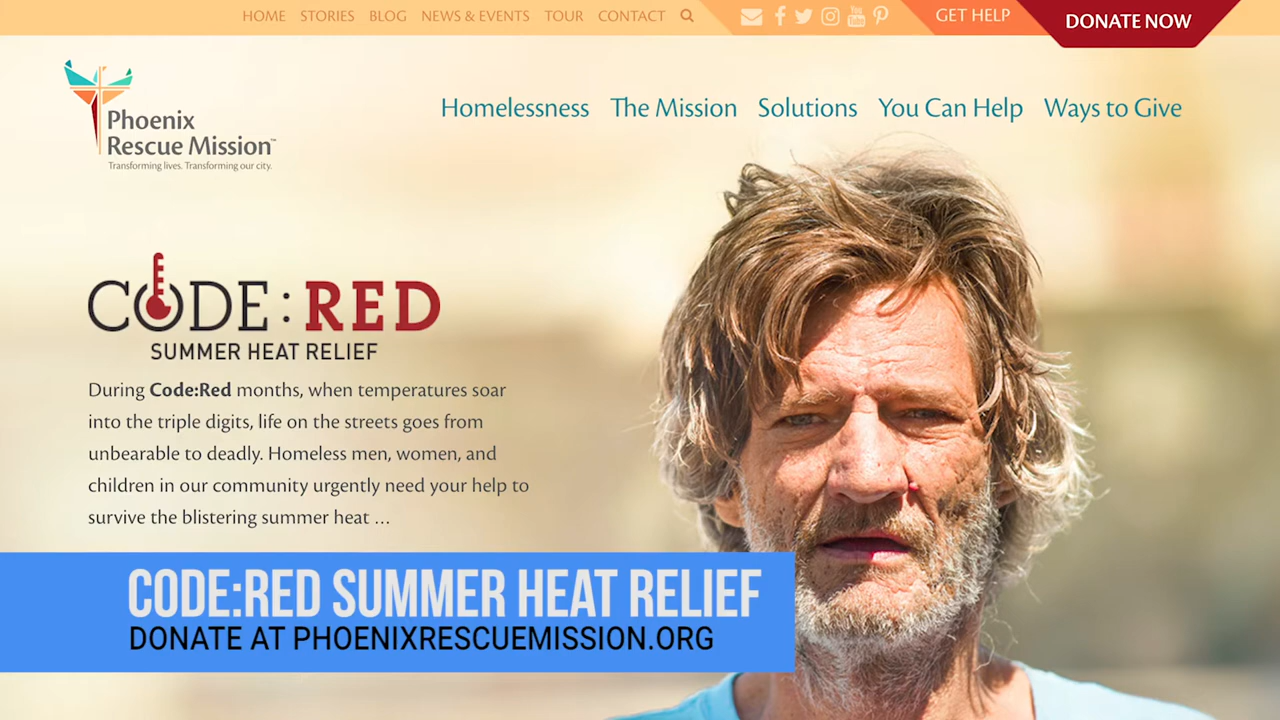 HOME STORIES BLOG NEWS & EVENTS TOUR CONTACT
GET HELP
DONATE NOW
Phoenix
Rescue Mission™
Transforming lives. Transforming our city.
Homelessness The Mission Solutions You Can Help Ways to Give
CODE:RED
SUMMER HEAT RELIEF
During Code:Red months, when temperatures soar
into the triple digits, life on the streets goes from
unbearable to deadly. Homeless men, women, and
children in our community urgently need your help to
survive the blistering summer heat …
CODE:RED SUMMER HEAT RELIEF
DONATE AT PHOENIXRESCUEMISSION.ORG